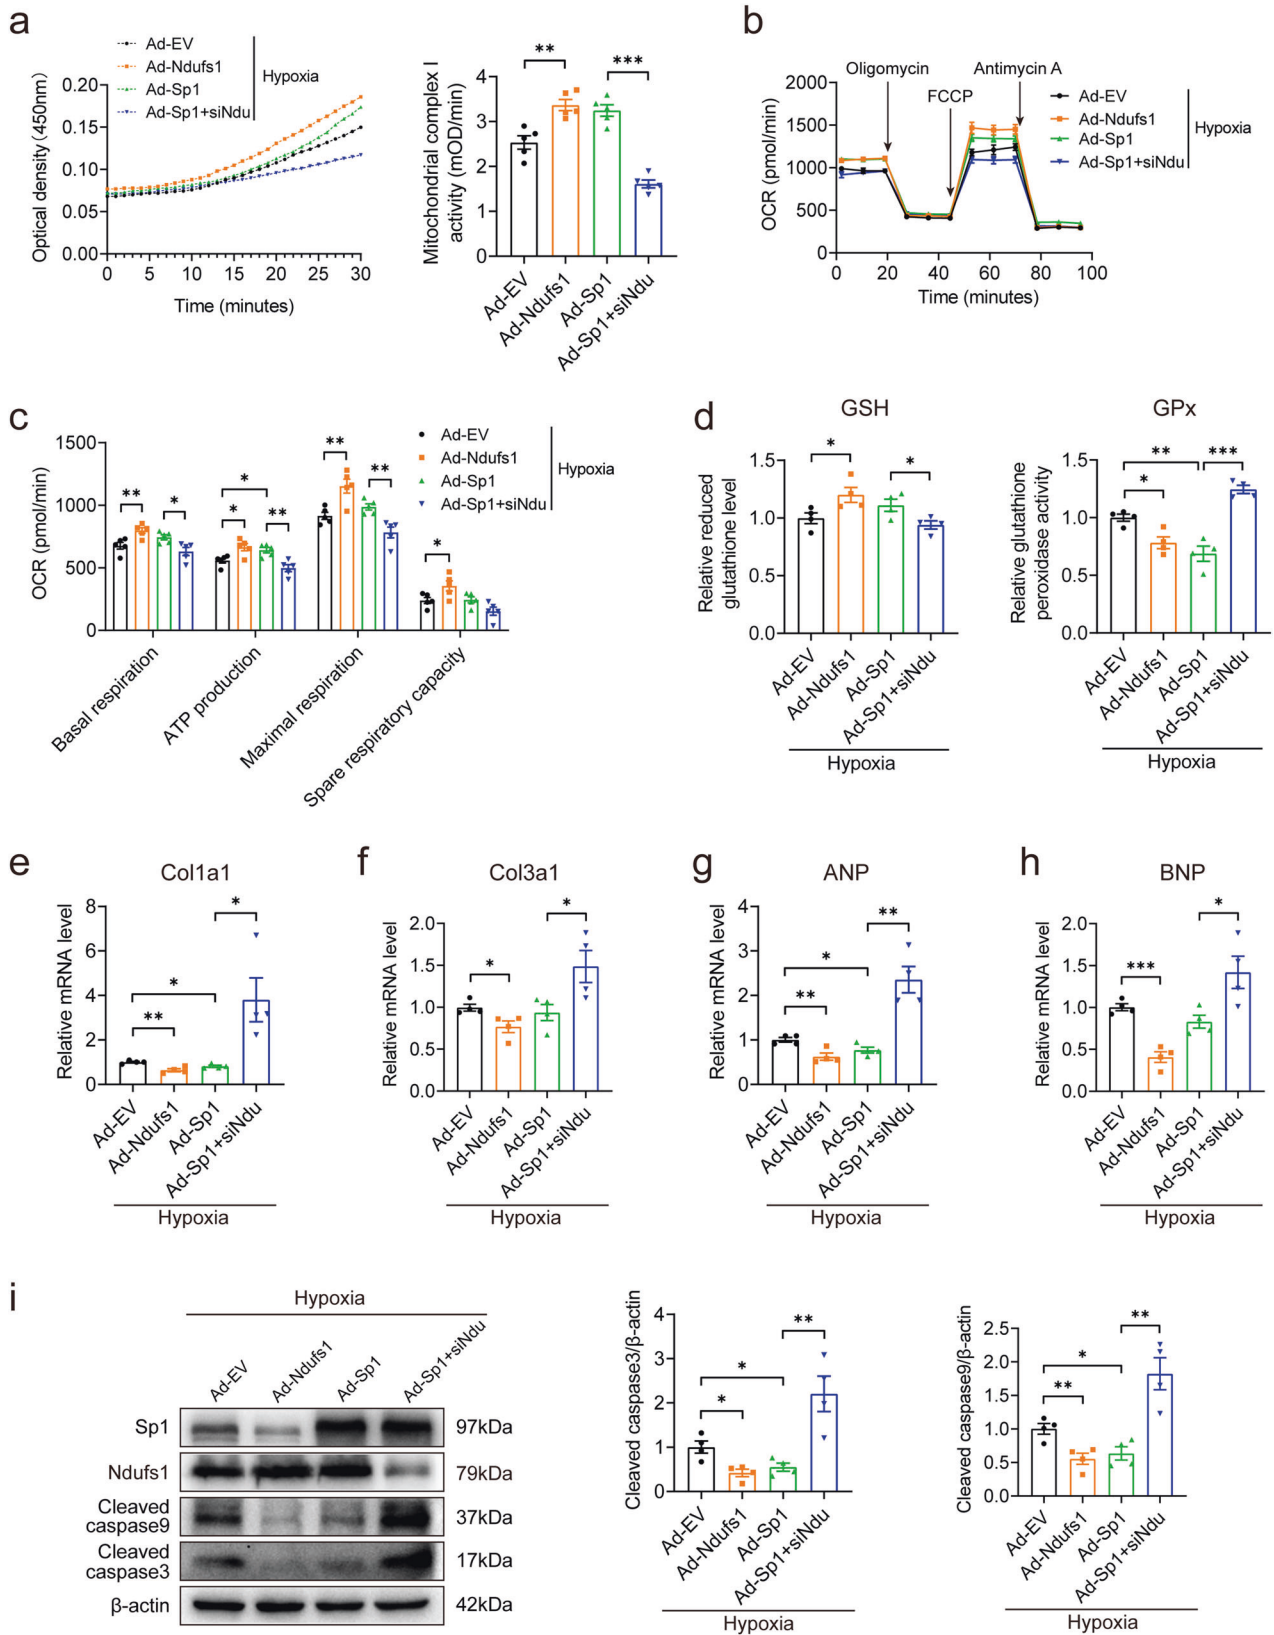 a
Ad-EV
Ad-Ndufs1
Ad-Sp1
Ad-Sp1+siNdu
Hypoxia
Optical density (450nm)
0.20
0.15
0.10
0.05
0.00
0 5 10 15 20 25 30
Time (minutes)
Mitochondrial complex I
activity (mOD/min)
4
3
2
1
0
** ***
Ad-EV
Ad-Ndufs1
Ad-Sp1
Ad-Sp1+siNdu
b
Oligomycin
FCCP
Antimycin A
Ad-EV
Ad-Ndufs1
Ad-Sp1
Ad-Sp1+siNdu
Hypoxia
OCR (pmol/min)
2000
1500
1000
500
0
0 20 40 60 80 100
Time (minutes)
c
OCR (pmol/min)
1500
1000
500
0
** * * * ** ** ** *
Ad-EV
Ad-Ndufs1
Ad-Sp1
Ad-Sp1+siNdu
Hypoxia
Basal respiration
ATP production
Maximal respiration
Spare respiratory capacity
d
GSH
Relative reduced
glutathione level
1.5
1.0
0.5
0.0
* *
Ad-EV
Ad-Ndufs1
Ad-Sp1
Ad-Sp1+siNdu
Hypoxia
GPx
Relative glutathione
peroxidase activity
1.5
1.0
0.5
0.0
** ***
*
Ad-EV
Ad-Ndufs1
Ad-Sp1
Ad-Sp1+siNdu
Hypoxia
e
Col1a1
Relative mRNA level
8
6
4
2
0
*
*
**
Ad-EV
Ad-Ndufs1
Ad-Sp1
Ad-Sp1+siNdu
Hypoxia
f
Col3a1
Relative mRNA level
2.0
1.5
1.0
0.5
0.0
*
*
Ad-EV
Ad-Ndufs1
Ad-Sp1
Ad-Sp1+siNdu
Hypoxia
g
ANP
Relative mRNA level
4
3
2
1
0
**
*
**
Ad-EV
Ad-Ndufs1
Ad-Sp1
Ad-Sp1+siNdu
Hypoxia
h
BNP
Relative mRNA level
2.0
1.5
1.0
0.5
0.0
*
***
Ad-EV
Ad-Ndufs1
Ad-Sp1
Ad-Sp1+siNdu
Hypoxia
i
Hypoxia
Ad-EV
Ad-Ndufs1
Ad-Sp1
Ad-Sp1+siNdu
Sp1 97kDa
Ndufs1 79kDa
Cleaved
caspase9 37kDa
Cleaved
caspase3 17kDa
β-actin 42kDa
Cleaved caspase3/β-actin
4
3
2
1
0
**
*
*
Ad-EV
Ad-Ndufs1
Ad-Sp1
Ad-Sp1+siNdu
Hypoxia
Cleaved caspase9/β-actin
2.5
2.0
1.5
1.0
0.5
0.0
**
*
**
Ad-EV
Ad-Ndufs1
Ad-Sp1
Ad-Sp1+siNdu
Hypoxia